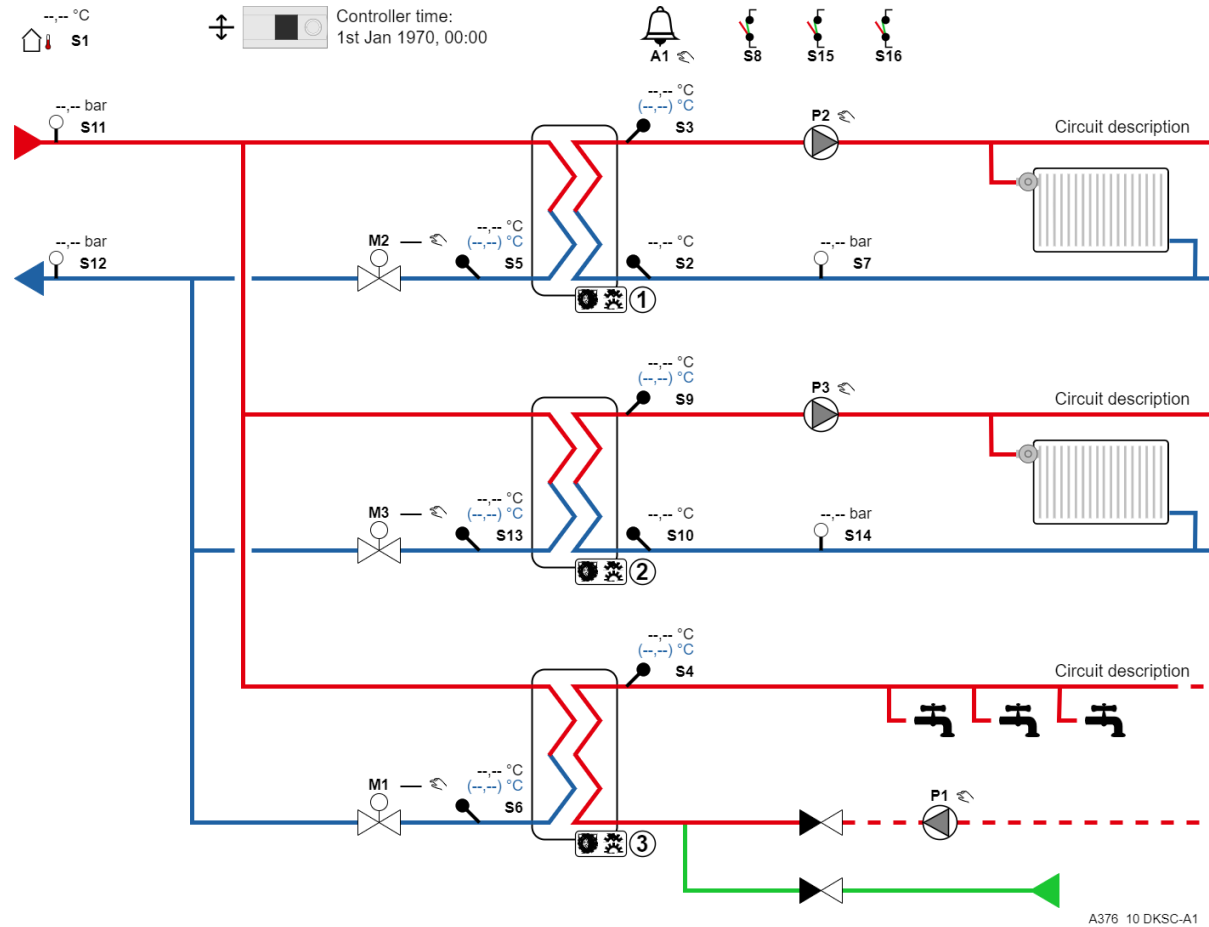 --,-- °C
S1
Controller time:
1st Jan 1970, 00:00
A1
S8
S15
S16
--,-- bar
S11
--,-- °C
(--,--) °C
S3
P2
Circuit description
--,-- bar
S12
M2
--,-- °C
(--,--) °C
S5
--,-- °C
S2
--,-- bar
S7
1
--,-- °C
(--,--) °C
S9
P3
Circuit description
M3
--,-- °C
(--,--) °C
S13
--,-- °C
S10
--,-- bar
S14
2
--,-- °C
(--,--) °C
S4
Circuit description
M1
--,-- °C
(--,--) °C
S6
P1
3
A376 10 DKSC-A1